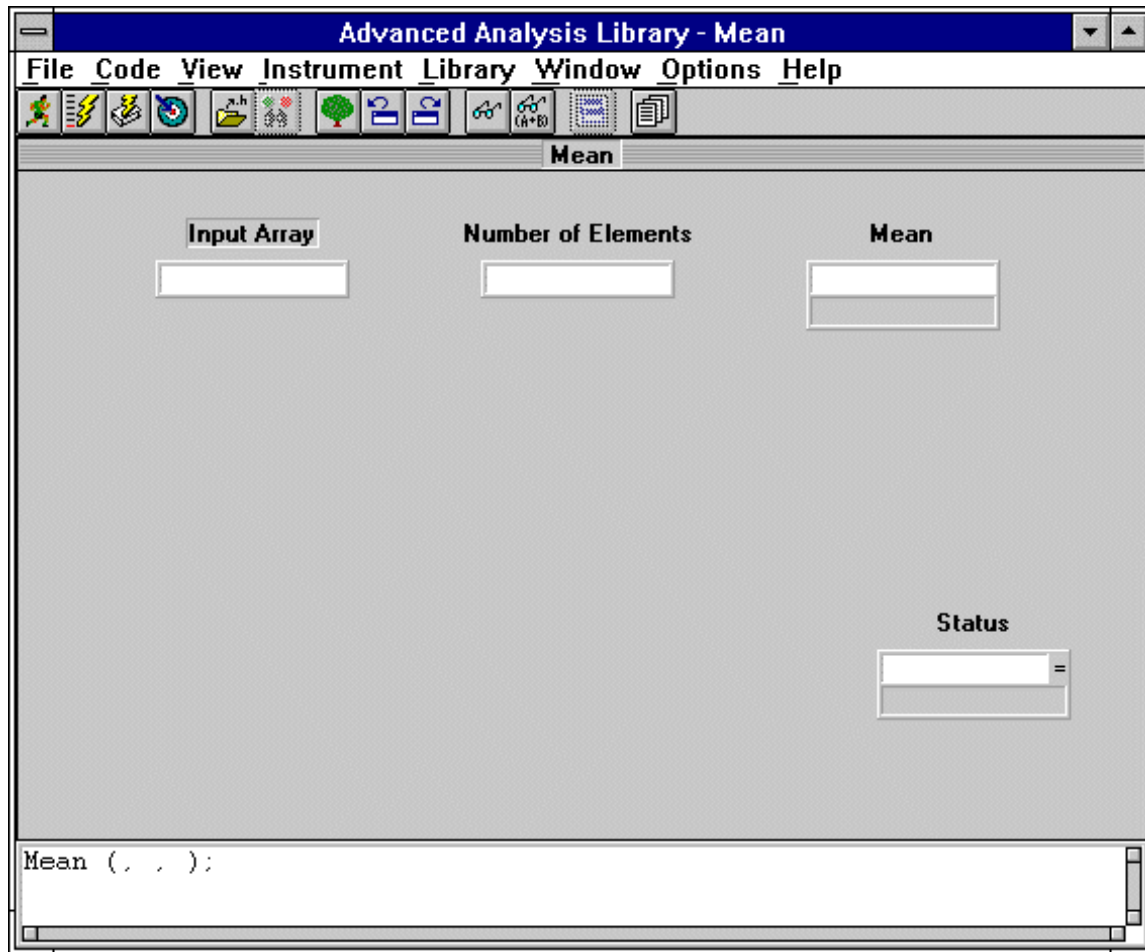 Advanced Analysis Library - Mean
File Code View Instrument Library Window Options Help
.h
(A+B)
Mean
Input Array Number of Elements Mean
Status
=
Mean (, , );